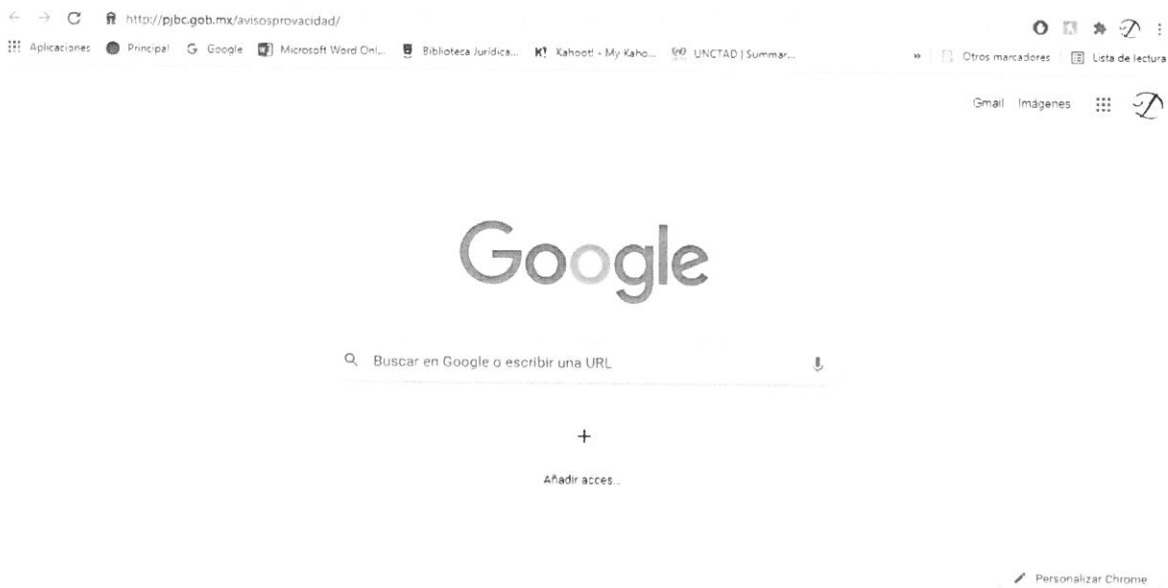 http://pjbc.gob.mx/avisosprovacidad/
Aplicaciones Principal G Google Microsoft Word Onl... Biblioteca Jurídica... K! Kahoot! - My Kaho... UNCTAD | Summar... » Otros marcadores Lista de lectura
Gmail Imágenes
Google
Buscar en Google o escribir una URL
Añadir acces...
Personalizar Chrome